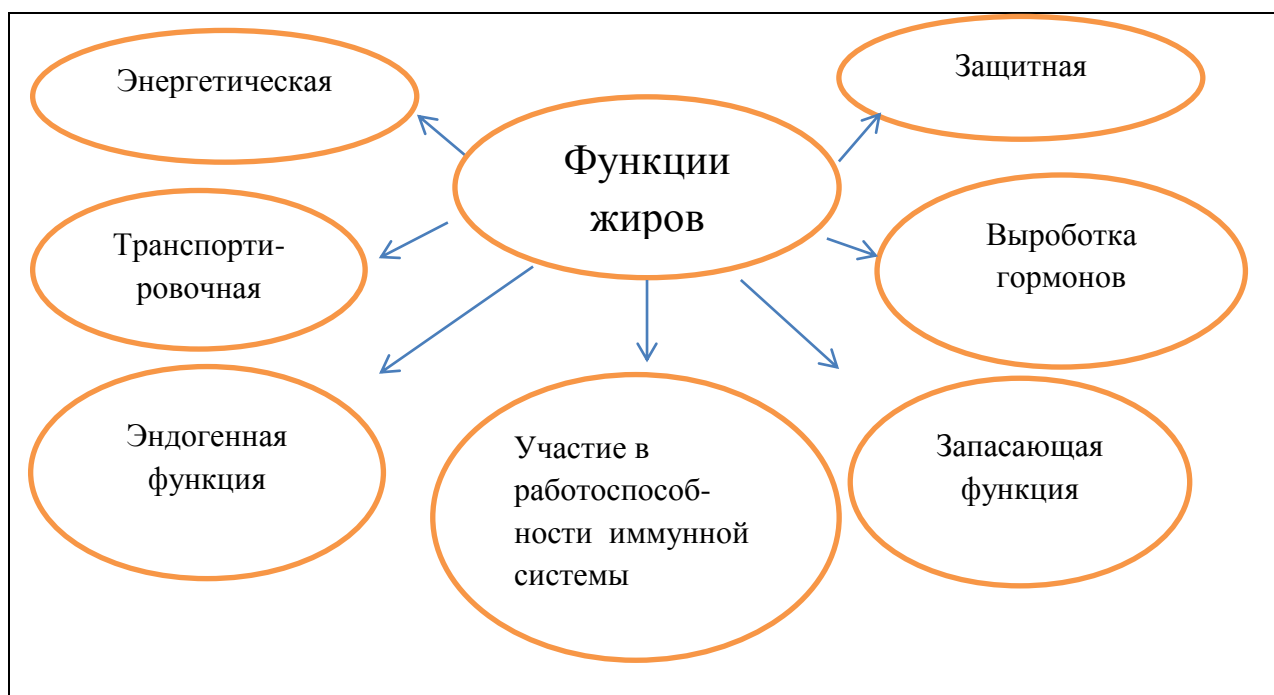 Энергетическая
Защитная
Функции
жиров
Транспорти-
ровочная
Выроботка
гормонов
Эндогенная
функция
Участие в
работоспособ-
ности иммунной
системы
Запасающая
функция